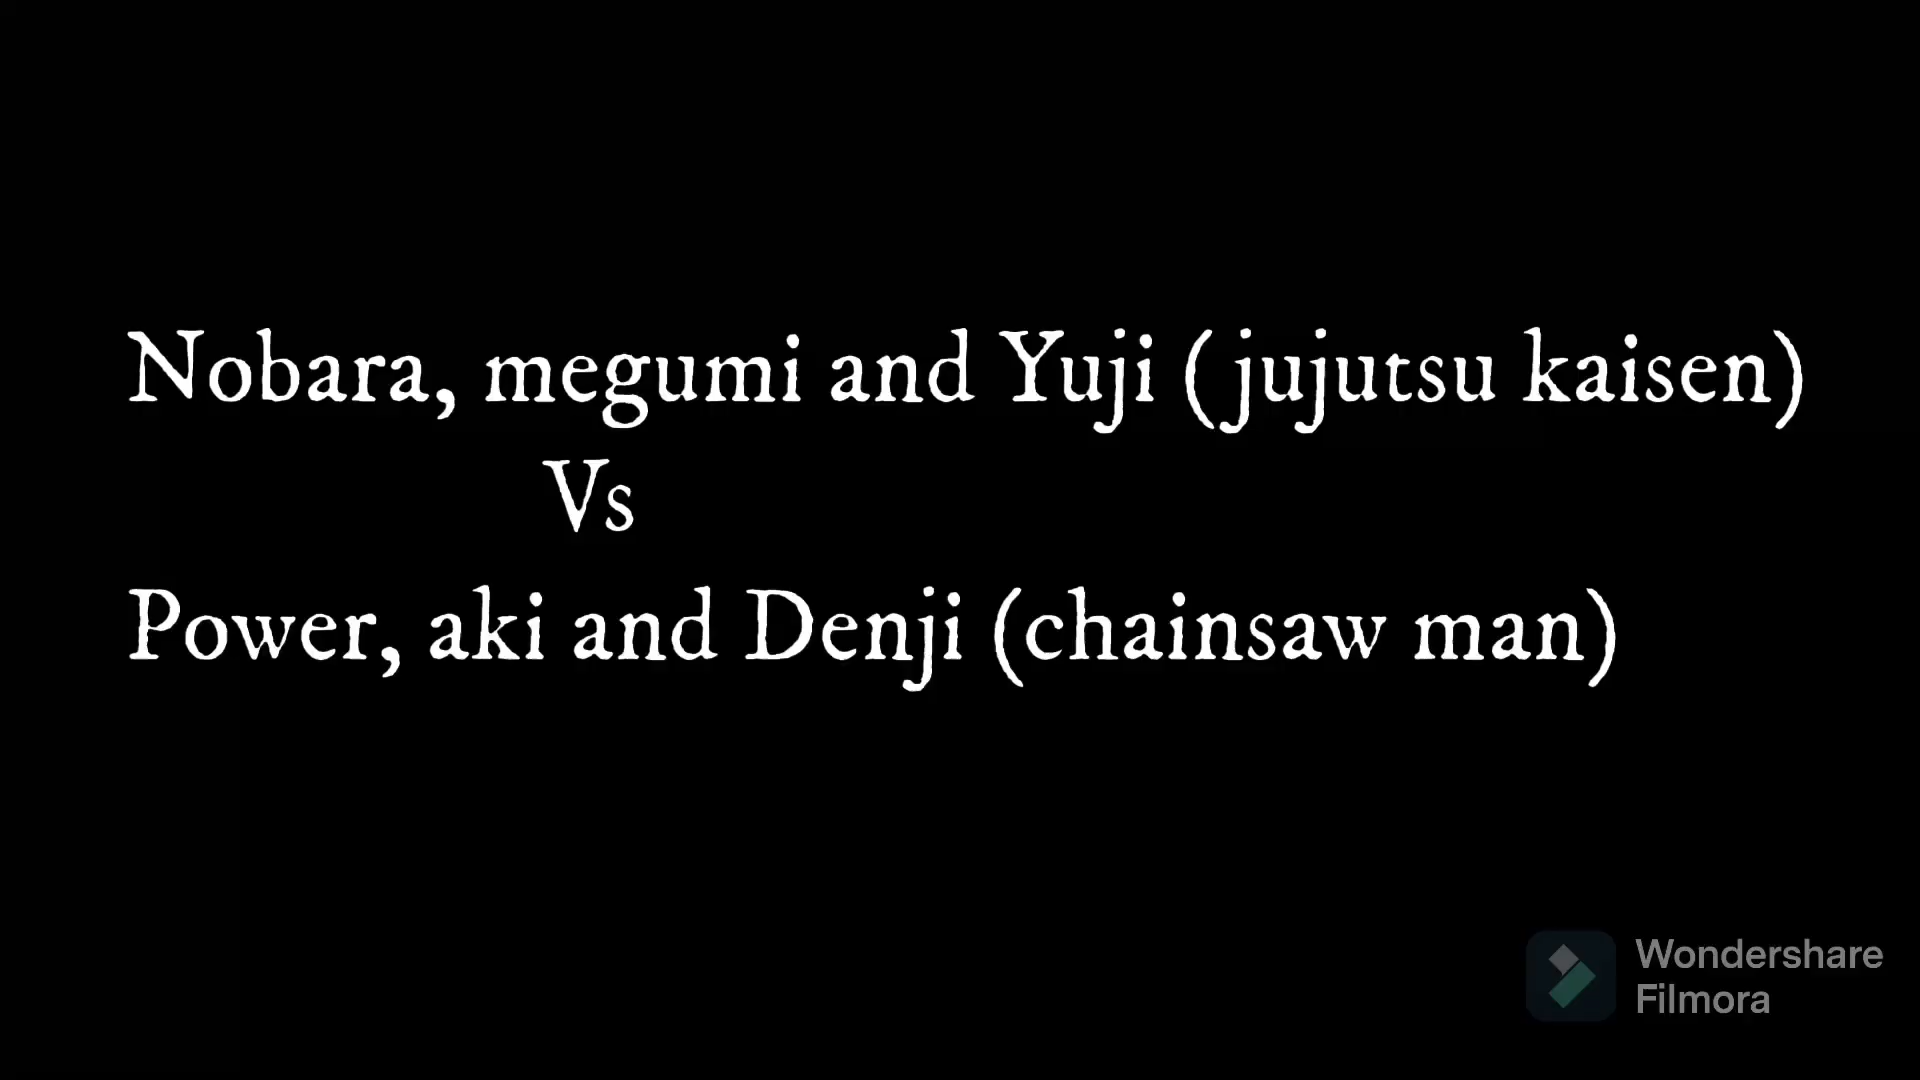 Nobara, megumi and Yuji (jujutsu kaisen)
Vs
Power, aki and Denji (chainsaw man)
Wondershare
Filmora